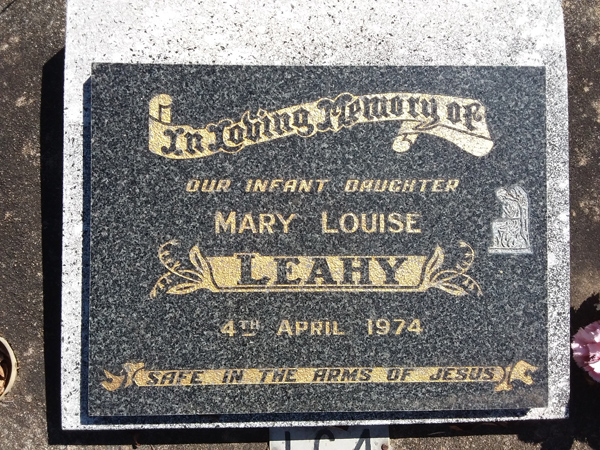 In Loving Memory of
OUR INFANT DAUGHTER
MARY LOUISE
LEAHY
4TH APRIL 1974
SAFE IN THE ARMS OF JESUS